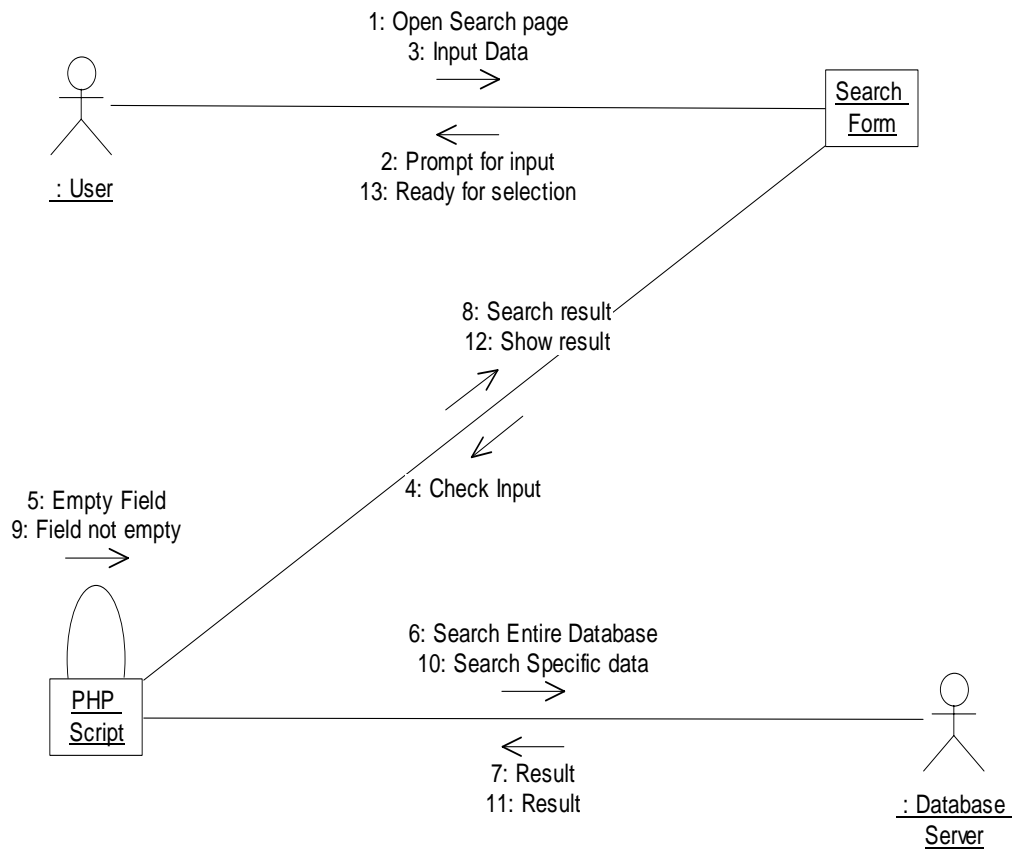 1: Open Search page
3: Input Data
Search
Form
2: Prompt for input
13: Ready for selection
: User
8: Search result
12: Show result
4: Check Input
5: Empty Field
9: Field not empty
6: Search Entire Database
10: Search Specific data
PHP
Script
7: Result
11: Result
: Database
Server